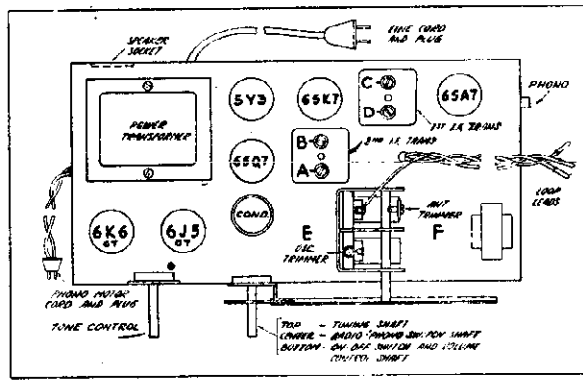 LINE CORD
AND PLUG
SPEAKER
SOCKET
POWER
TRANSFORMER
5Y3
6SK7
C
D
6SA7
PHONO
1ST I.F. TRANS
B
A
2ND I.F. TRANS
6SQ7
COND.
LOOP
LEADS
ANT
TRIMMER
E
F
OSC.
TRIMMER
6K6
GT
6J5
GT
PHONO MOTOR
CORD AND PLUG
TONE CONTROL
TOP - TUNING SHAFT
CENTER - RADIO-PHONO SWITCH SHAFT
BOTTOM - ON-OFF SWITCH AND VOLUME
CONTROL SHAFT